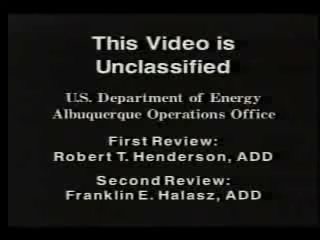 This Video is
Unclassified
U.S. Department of Energy
Albuquerque Operations Office
First Review:
Robert T. Henderson, ADD
Second Review:
Franklin E. Halasz, ADD